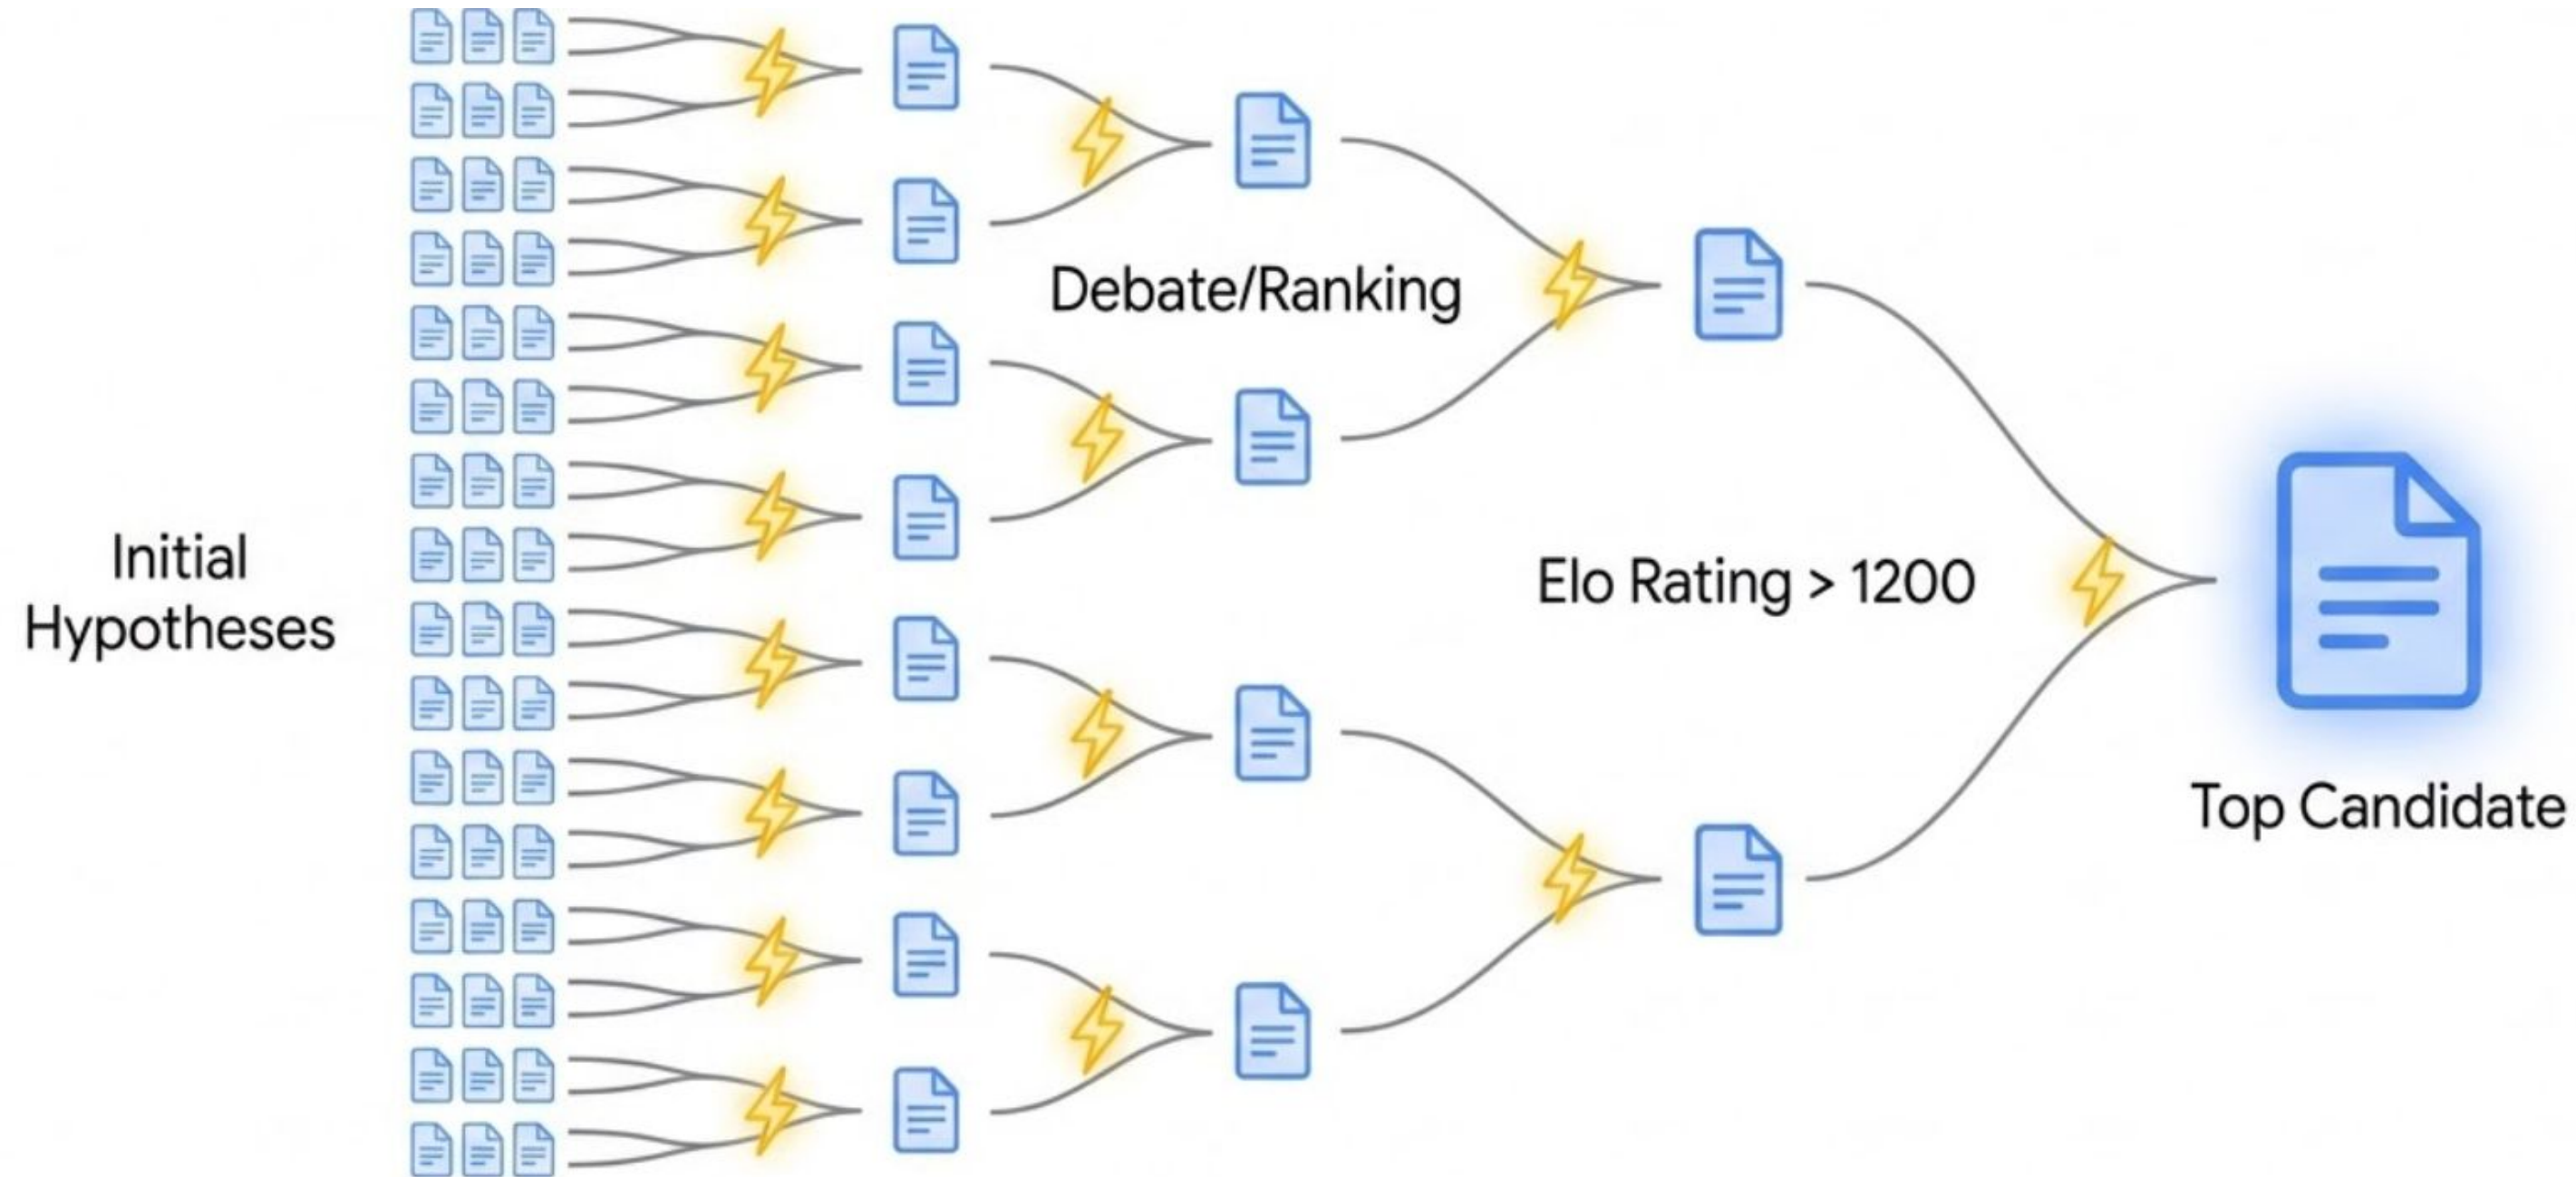 Initial
Hypotheses
Debate/Ranking
Elo Rating > 1200
Top Candidate